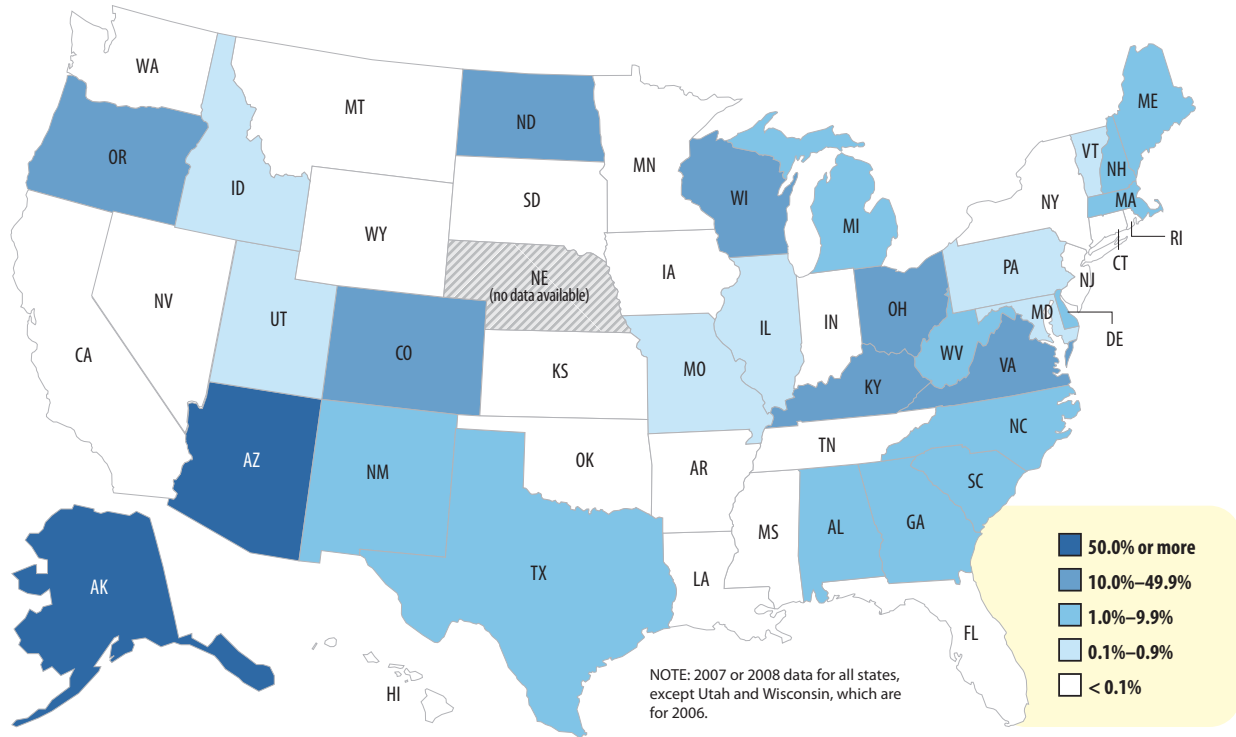 WA
MT
ND
MN
ME
OR
ID
SD
WI
VT
NH
MA
NY
RI
WY
MI
CT
IA
NE
(no data available)
PA
NJ
NV
UT
IL
IN
OH
MD
DE
CA
CO
KS
MO
WV
VA
KY
NC
TN
AZ
NM
OK
AR
SC
AL
GA
MS
TX
LA
AK
FL
HI
50.0% or more
10.0%–49.9%
1.0%–9.9%
0.1%–0.9%
< 0.1%
NOTE: 2007 or 2008 data for all states,
except Utah and Wisconsin, which are
for 2006.